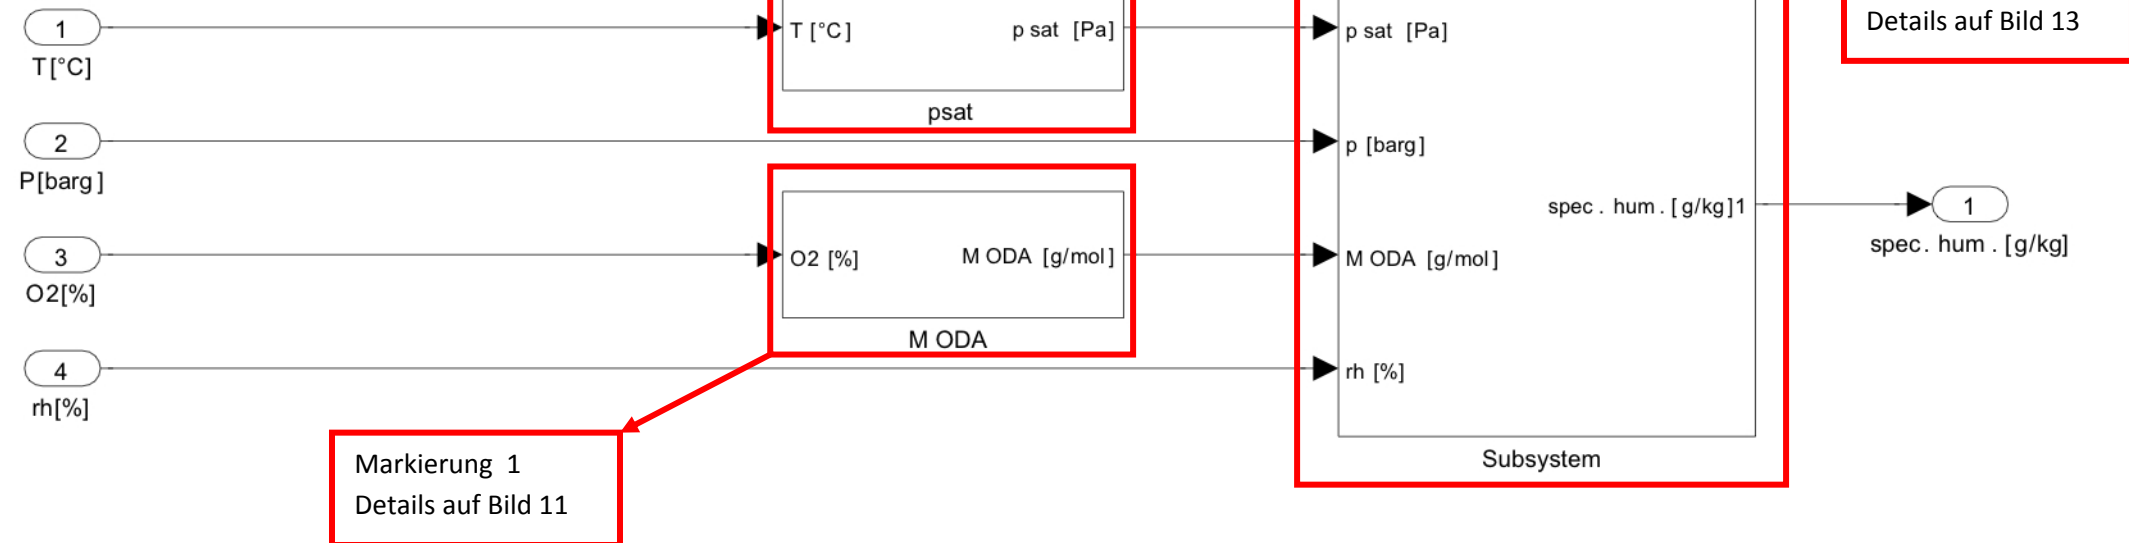 Details auf Bild 13
1
T[°C]
T [°C]
p sat [Pa]
psat
p sat [Pa]
2
P[barg]
p [barg]
3
O2[%]
O2 [%]
M ODA [g/mol]
M ODA
M ODA [g/mol]
spec. hum. [g/kg]1
1
spec. hum. [g/kg]
4
rh[%]
rh [%]
Subsystem
Markierung 1
Details auf Bild 11